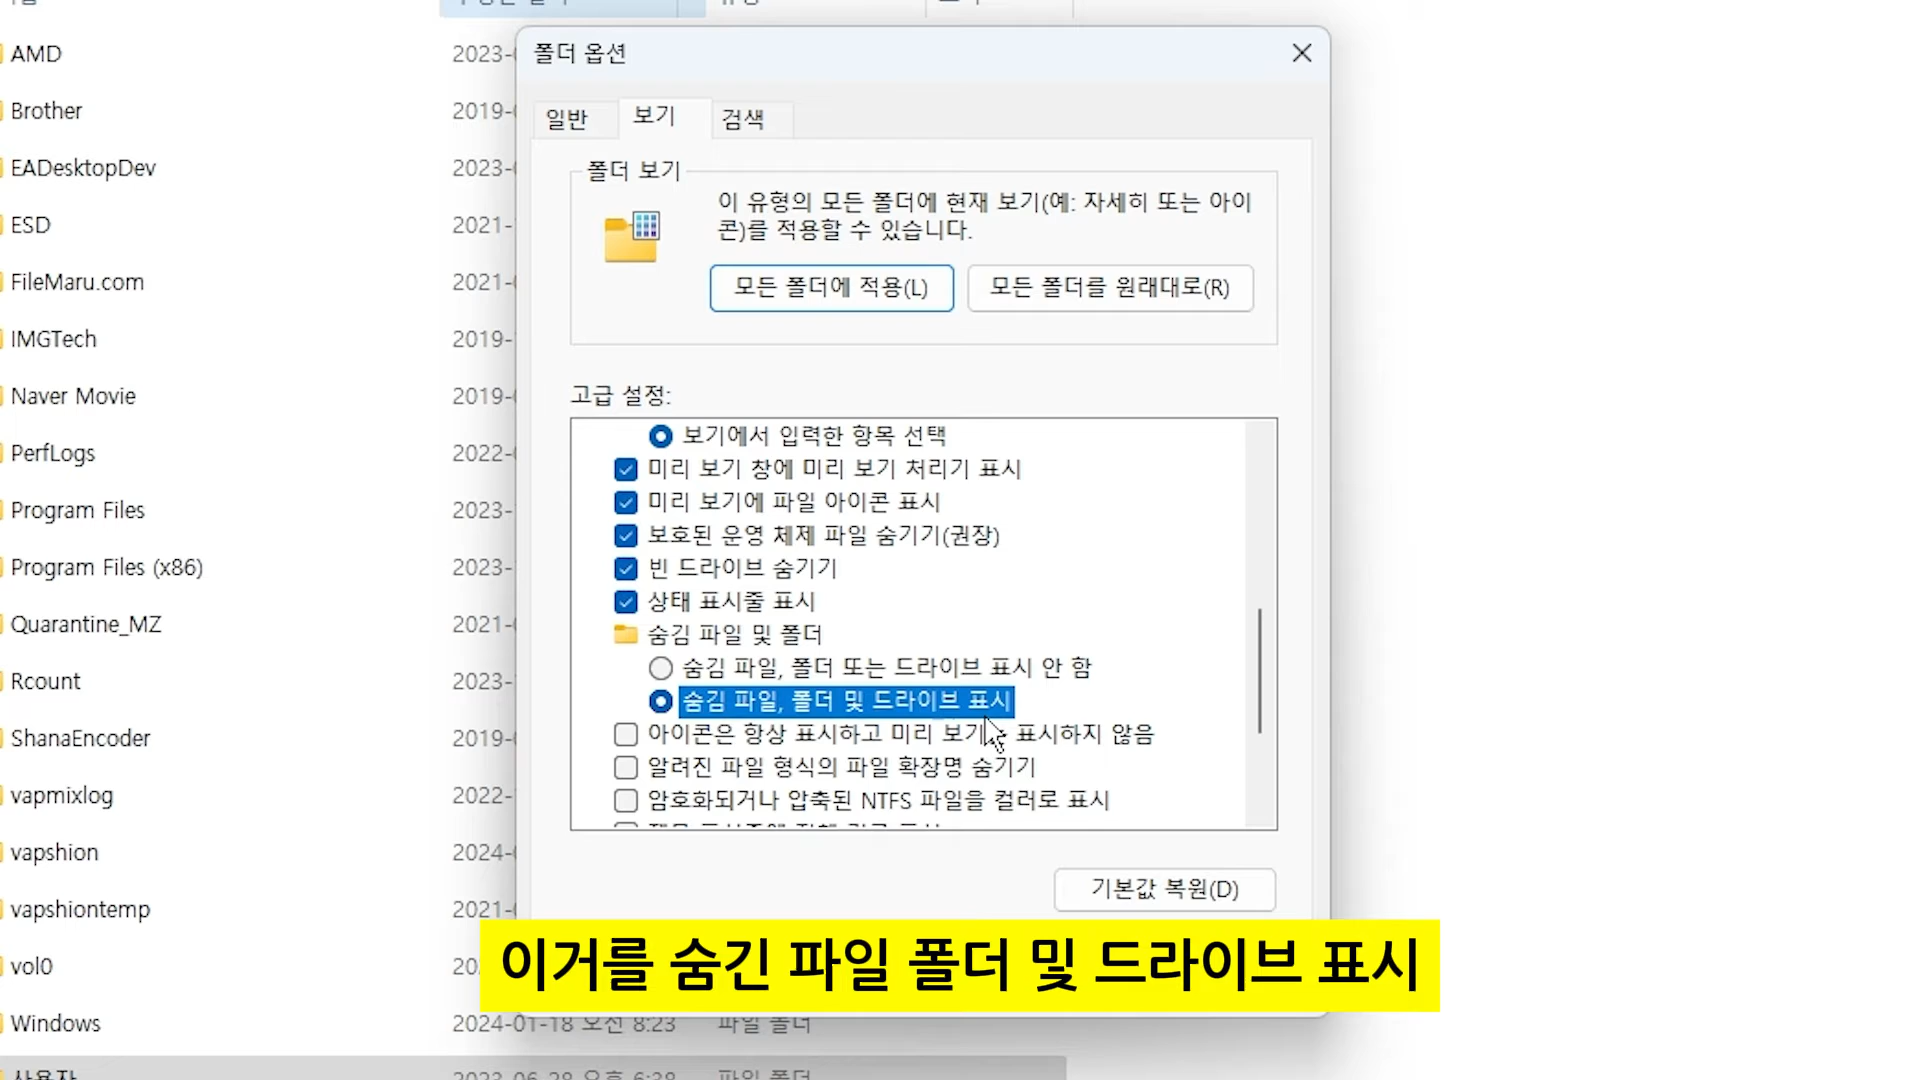 AMD
2023-
Brother
2019-
EADesktopDev
2023-
ESD
2021-
FileMaru.com
2021-
IMGTech
2019-
Naver Movie
2019-
PerfLogs
2022-
Program Files
2023-
Program Files (x86)
2023-
Quarantine_MZ
2021-
Rcount
2023-
ShanaEncoder
2019-
vapmixlog
2022-
vapshion
2024-
vapshiontemp
2021-
vol0
20
Windows
2024-01-18 오전 8:23 파일 폴더
사용자
2023-06-28 오후 6:38 파일 폴더
폴더 옵션
일반 보기 검색
폴더 보기
이 유형의 모든 폴더에 현재 보기(예: 자세히 또는 아이
콘)를 적용할 수 있습니다.
모든 폴더에 적용(L) 모든 폴더를 원래대로(R)
고급 설정:
보기에서 입력한 항목 선택
미리 보기 창에 미리 보기 처리기 표시
미리 보기에 파일 아이콘 표시
보호된 운영 체제 파일 숨기기(권장)
빈 드라이브 숨기기
상태 표시줄 표시
숨김 파일 및 폴더
숨김 파일, 폴더 또는 드라이브 표시 안 함
숨김 파일, 폴더 및 드라이브 표시
아이콘은 항상 표시하고 미리 보기는 표시하지 않음
알려진 파일 형식의 파일 확장명 숨기기
암호화되거나 압축된 NTFS 파일을 컬러로 표시
기본값 복원(D)
이거를 숨긴 파일 폴더 및 드라이브 표시